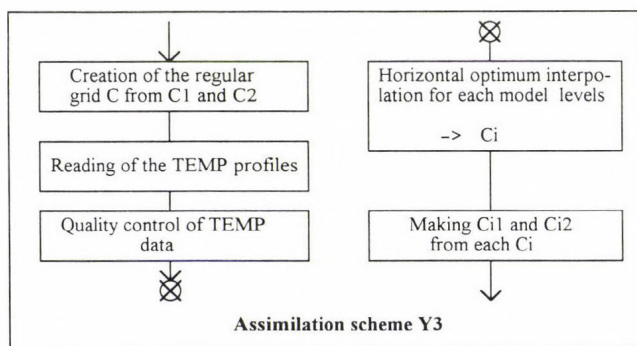 Creation of the regular
grid C from C1 and C2
Reading of the TEMP profiles
Quality control of TEMP
data
Horizontal optimum interpo-
lation for each model levels
-> Ci
Making Ci1 and Ci2
from each Ci
Assimilation scheme Y3